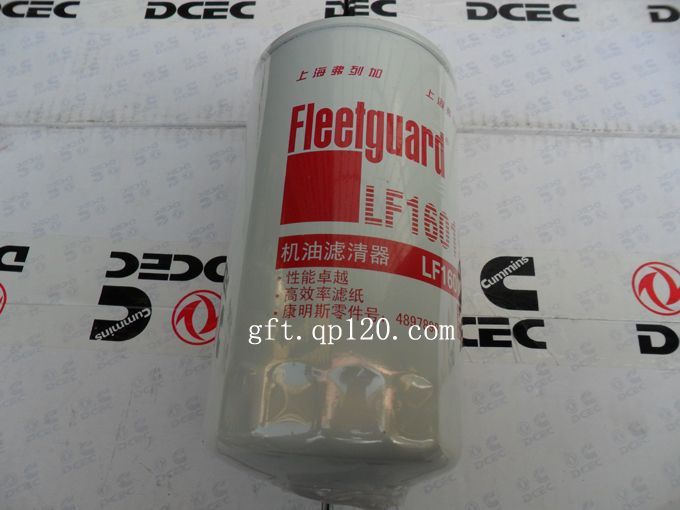 DCEC
DCEC
上海弗列加
上海
Fleetguard
LF1601
机油滤清器
LF160
·性能卓越
·高效率滤纸
·康明斯零件号: 48978
gft.qp120.com
DCEC
Cummins
Cummins
DCEC
DCEC
DCEC